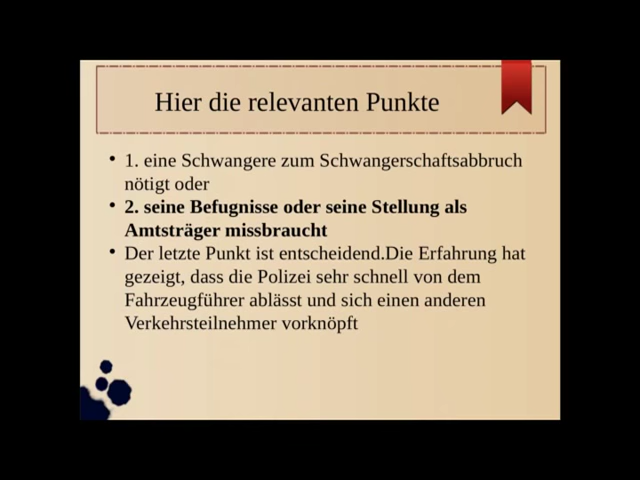 Hier die relevanten Punkte
• 1. eine Schwangere zum Schwangerschaftsabbruch
nötigt oder
• 2. seine Befugnisse oder seine Stellung als
Amtsträger missbraucht
• Der letzte Punkt ist entscheidend.Die Erfahrung hat
gezeigt, dass die Polizei sehr schnell von dem
Fahrzeugführer ablässt und sich einen anderen
Verkehrsteilnehmer vorknöpft